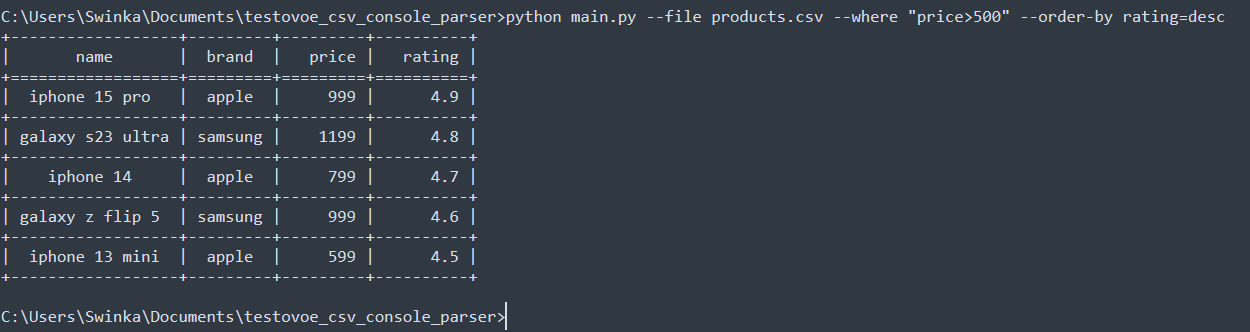 C:\Users\Swinka\Documents\testovoe_csv_console_parser>python main.py --file products.csv --where "price>500" --order-by rating=desc
+------------------+---------+---------+----------+
|       name       |  brand  |   price |   rating |
+==================+=========+=========+==========+
|  iphone 15 pro   |  apple  |     999 |      4.9 |
+------------------+---------+---------+----------+
| galaxy s23 ultra | samsung |    1199 |      4.8 |
+------------------+---------+---------+----------+
|    iphone 14     |  apple  |     799 |      4.7 |
+------------------+---------+---------+----------+
| galaxy z flip 5  | samsung |     999 |      4.6 |
+------------------+---------+---------+----------+
|  iphone 13 mini  |  apple  |     599 |      4.5 |
+------------------+---------+---------+----------+
C:\Users\Swinka\Documents\testovoe_csv_console_parser>